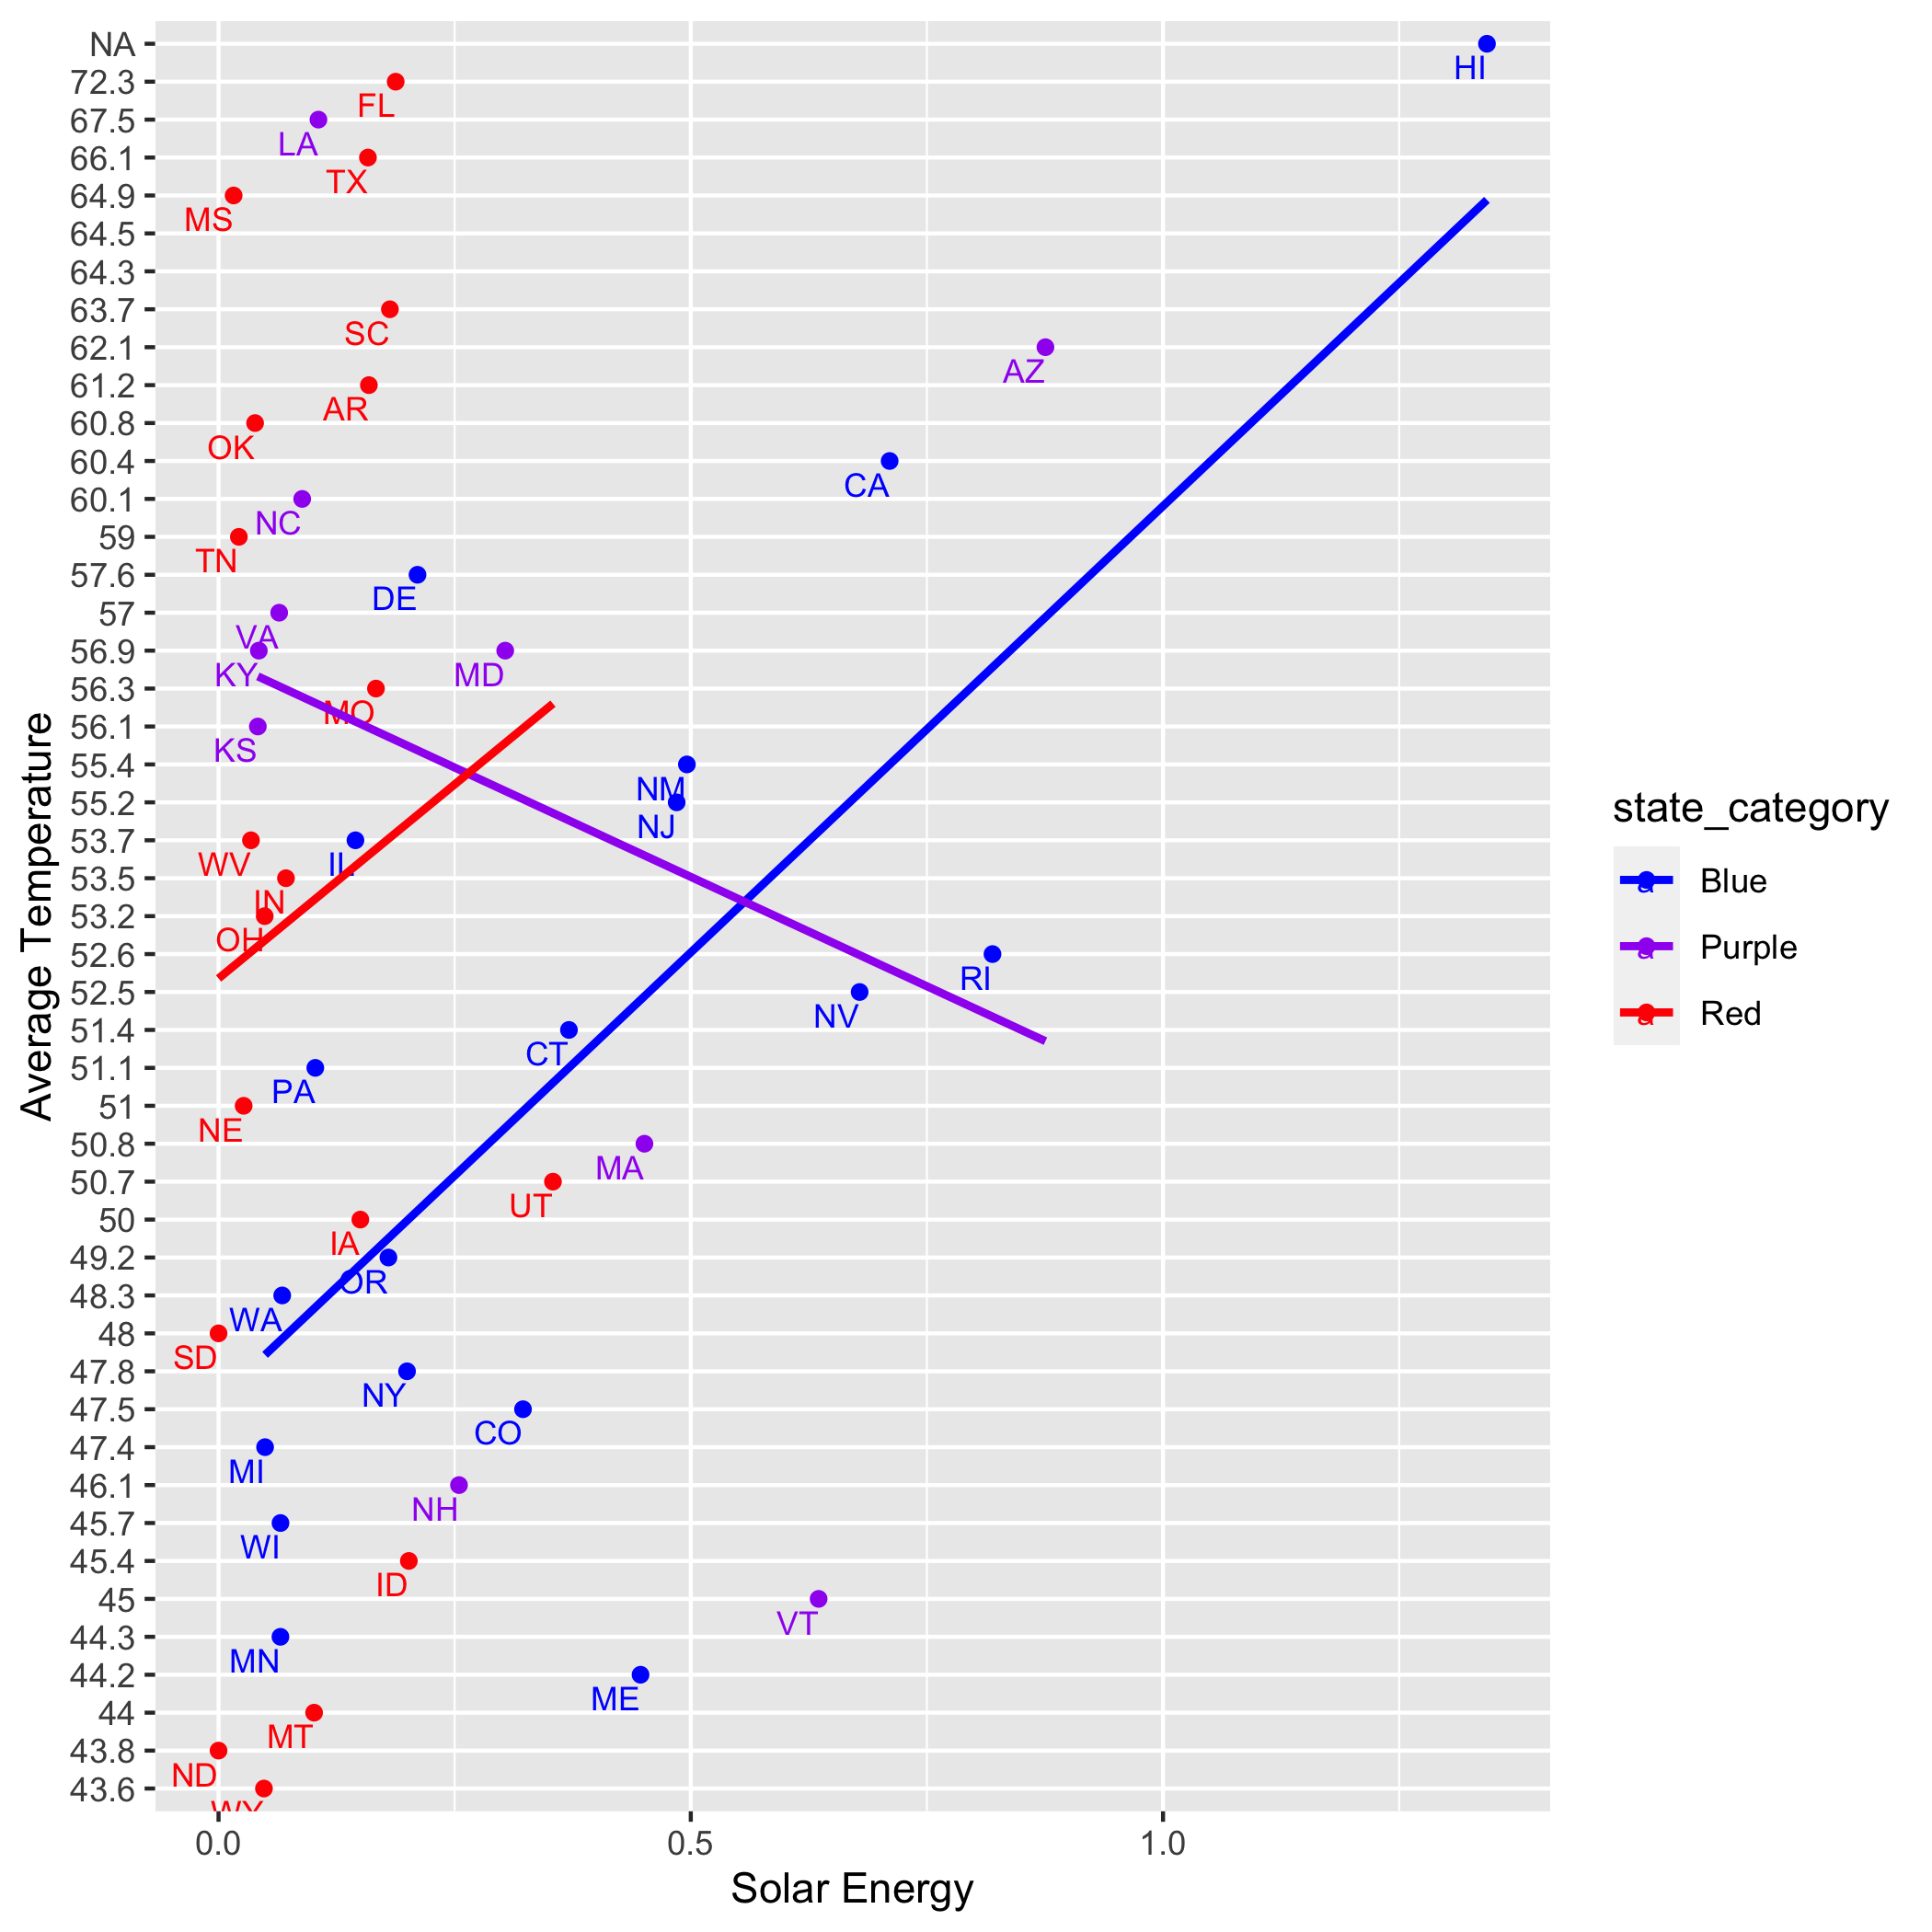 NA
HI
72.3
FL
67.5
LA
66.1
TX
64.9
MS
64.5
64.3
63.7
SC
62.1
AZ
61.2
AR
60.8
OK
60.4
CA
60.1
NC
59
TN
57.6
DE
57
VA
56.9
KY
MD
56.3
MO
56.1
KS
55.4
NM
55.2
NJ
53.7
WV
IL
53.5
IN
53.2
OH
52.6
RI
52.5
NV
51.4
CT
51.1
PA
51
NE
50.8
MA
50.7
UT
50
IA
49.2
OR
48.3
WA
48
SD
47.8
NY
47.5
CO
47.4
MI
46.1
NH
45.7
WI
45.4
ID
45
VT
44.3
MN
44.2
ME
44
MT
43.8
ND
43.6
WY
0.0
0.5
1.0
Solar Energy
Average Temperature
state_category
a Blue
a Purple
a Red